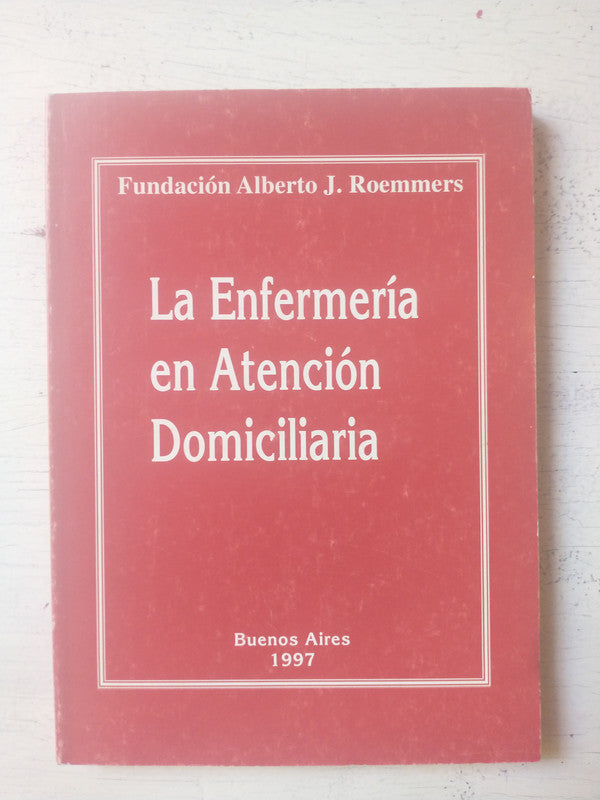 Fundación Alberto J. Roemmers
La Enfermería
en Atención
Domiciliaria
Buenos Aires
1997